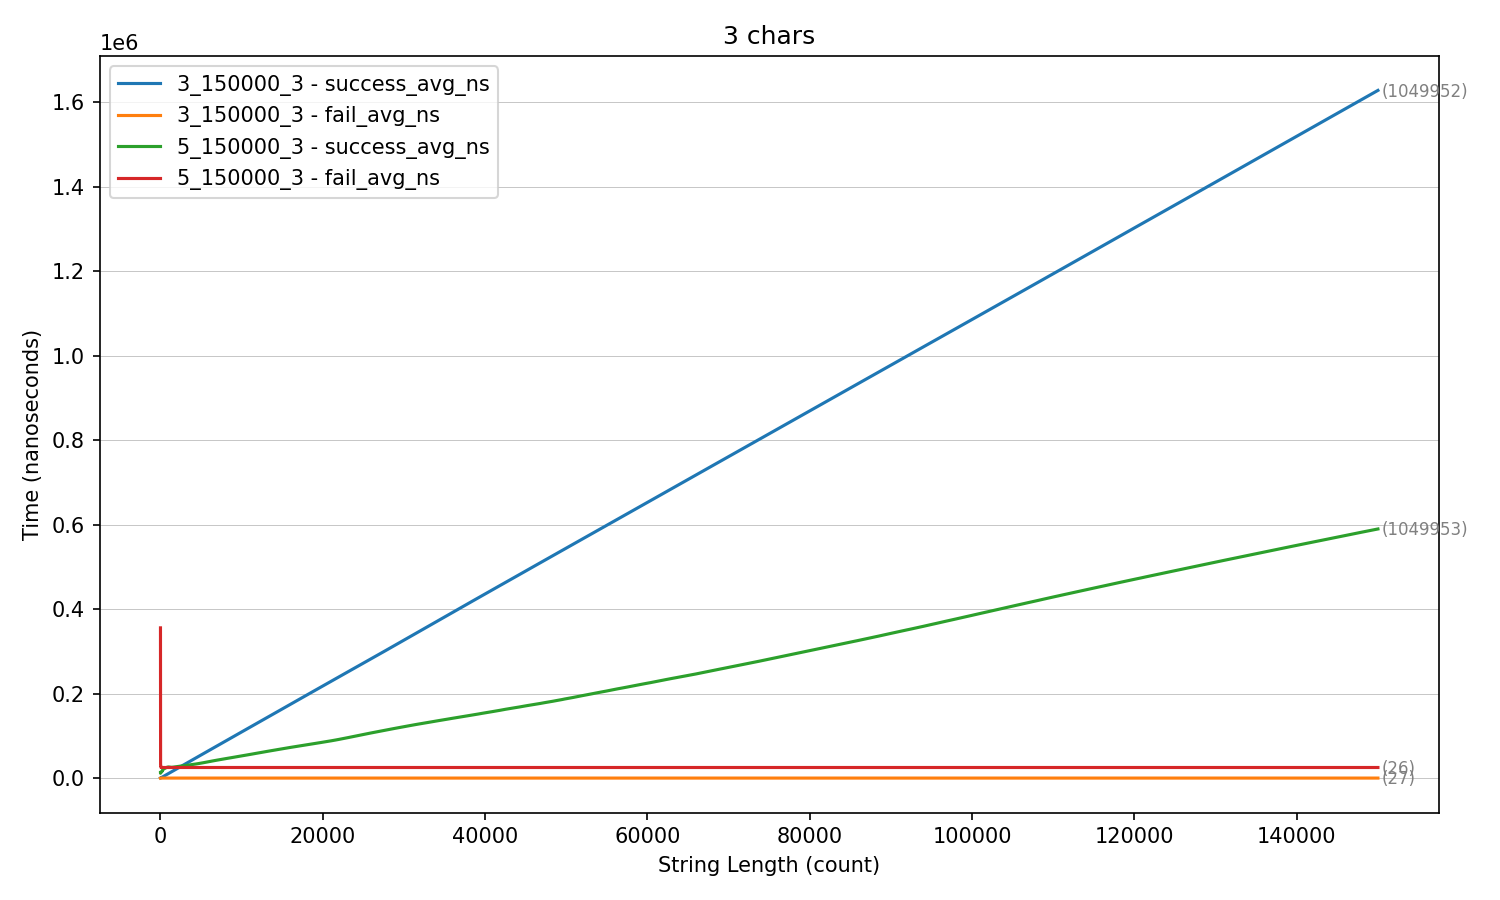 3 chars
1e6
3_150000_3 - success_avg_ns
3_150000_3 - fail_avg_ns
5_150000_3 - success_avg_ns
5_150000_3 - fail_avg_ns
1.6
1.4
1.2
1.0
0.8
0.6
0.4
0.2
0.0
Time (nanoseconds)
(1049952)
(1049953)
(26)
(27)
0 20000 40000 60000 80000 100000 120000 140000
String Length (count)